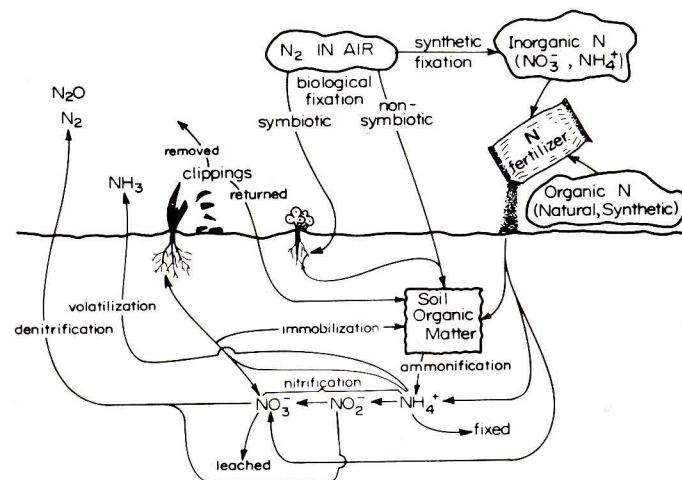 N₂ IN AIR
synthetic
fixation
Inorganic N
(NO₃⁻, NH₄⁺)
biological
fixation
symbiotic
non-
symbiotic
N₂O
N₂
N
fertilizer
removed
clippings
returned
NH₃
Organic N
(Natural, Synthetic)
volatilization
denitrification
Soil
Organic
Matter
immobilization
ammonification
nitrification
NO₃⁻
NO₂⁻
NH₄⁺
fixed
leached